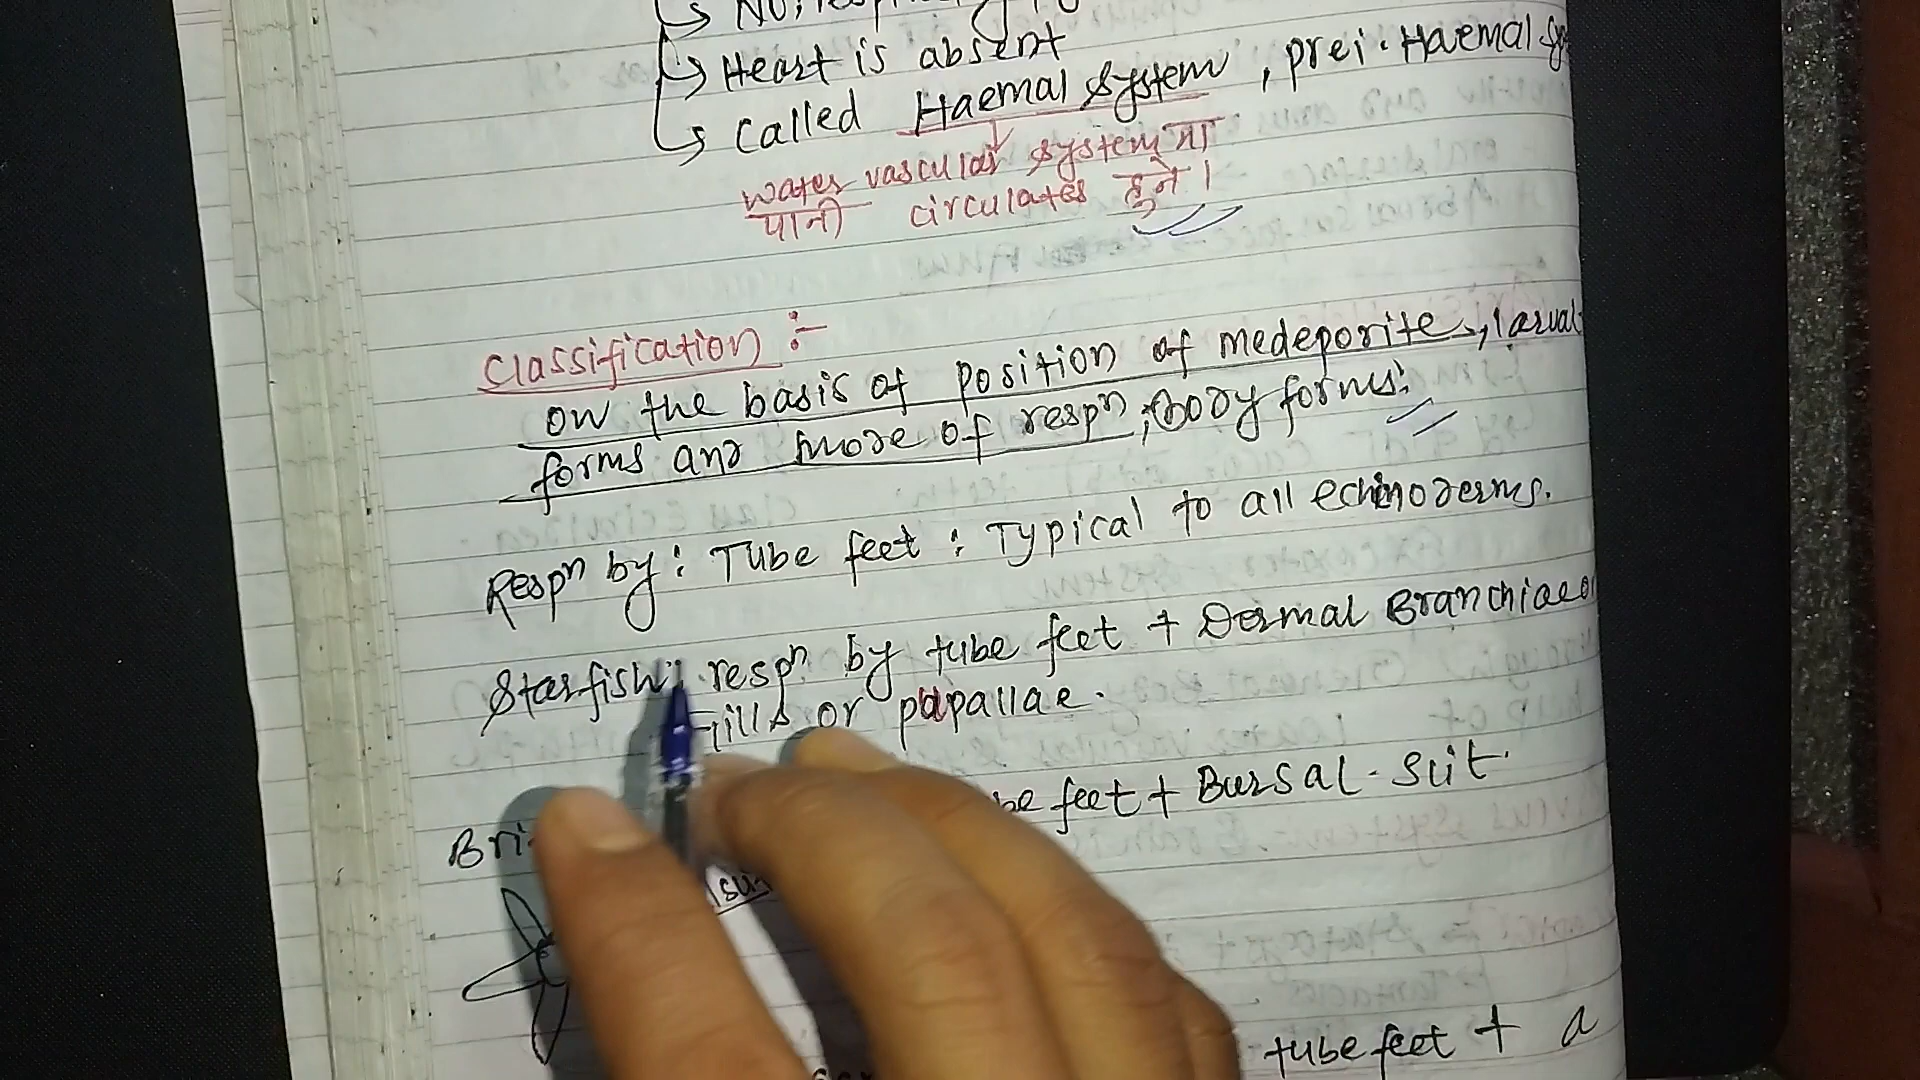 Heart is absent
called Haemal system, prei-Haemal
water vascular system मा
पानी circulates हुने।
classification :-
on the basis of position of medeporite, larval
forms and more of respⁿ, Body forms.
Respⁿ by: Tube feet: Typical to all echinoderms.
Starfish: respⁿ by tube feet + Dermal Branchiae
or papallae.
feet + Bursal-Slit.
tube feet + a